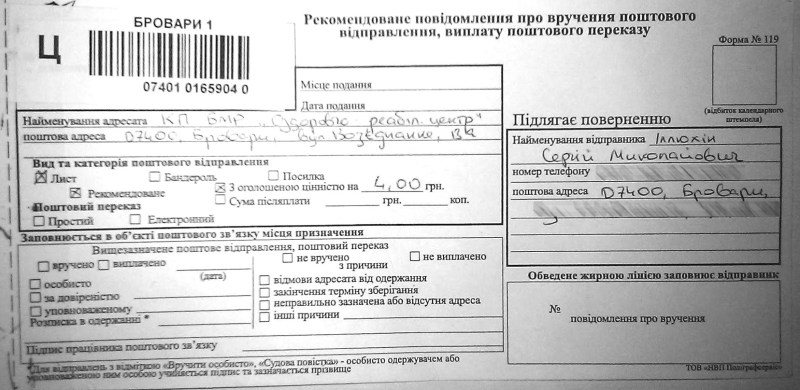 БРОВАРИ 1
Ц
07401 0165904 0
Рекомендоване повідомлення про вручення поштового
відправлення, виплату поштового переказу
Форма № 119
(відбиток календарного
штемпеля)
Місце подання
Дата подання
Найменування адресата КП БМР „Оздоровчо-реабіл. центр"
поштова адреса 07400, Бровари, вул Возєднання,
Вид та категорія поштового відправлення
Лист Бандероль Посилка
Рекомендоване З оголошеною цінністю на 4,00 грн.
Сума післяплати грн. коп.
Поштовий переказ
Простий Електронний
Підлягає поверненню
Найменування відправника Іллюхін
Сергій Миколайович
номер телефону
поштова адреса 07400, Бровари,
Заповнюється в об'єкті поштового зв'язку місця призначення
Вищезазначене поштове відправлення, поштовий переказ
вручено виплачено
(дата)
не вручено не виплачено
з причини
особисто
за довіреністю
уповноваженому
Розписка в одержанні *
відмови адресата від одержання
закінчення терміну зберігання
неправильно зазначена або відсутня адреса
інші причини
Підпис працівника поштового зв'язку
*Для відправлень з відміткою «Вручити особисто», «Судова повістка» - особисто одержувачем або
уповноваженою ним особою учиняється підпис та зазначається прізвище
Обведене жирною лінією заповнює відправник
№
повідомлення про вручення
ТОВ «НВП Поліграфсервіс»